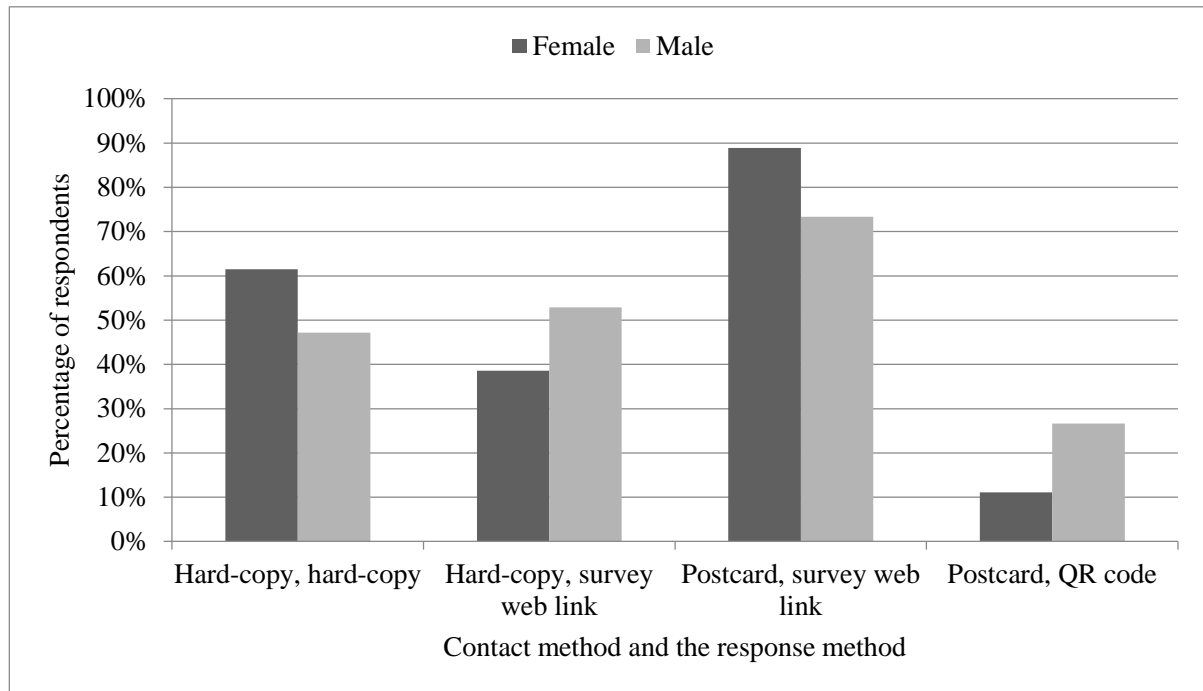 Female Male
100%
90%
80%
70%
60%
50%
40%
30%
20%
10%
0%
Percentage of respondents
Hard-copy, hard-copy
Hard-copy, survey
web link
Postcard, survey web
link
Postcard, QR code
Contact method and the response method